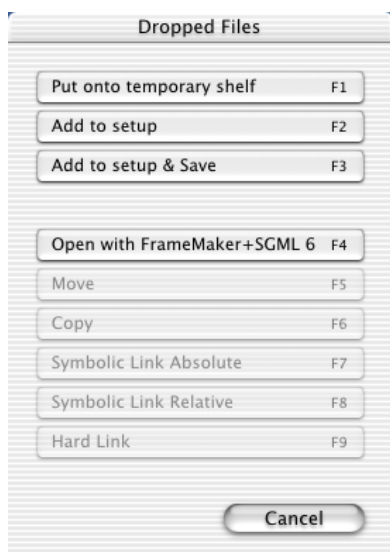 Dropped Files
Put onto temporary shelf F1
Add to setup F2
Add to setup & Save F3
Open with FrameMaker+SGML 6 F4
Move F5
Copy F6
Symbolic Link Absolute F7
Symbolic Link Relative F8
Hard Link F9
Cancel